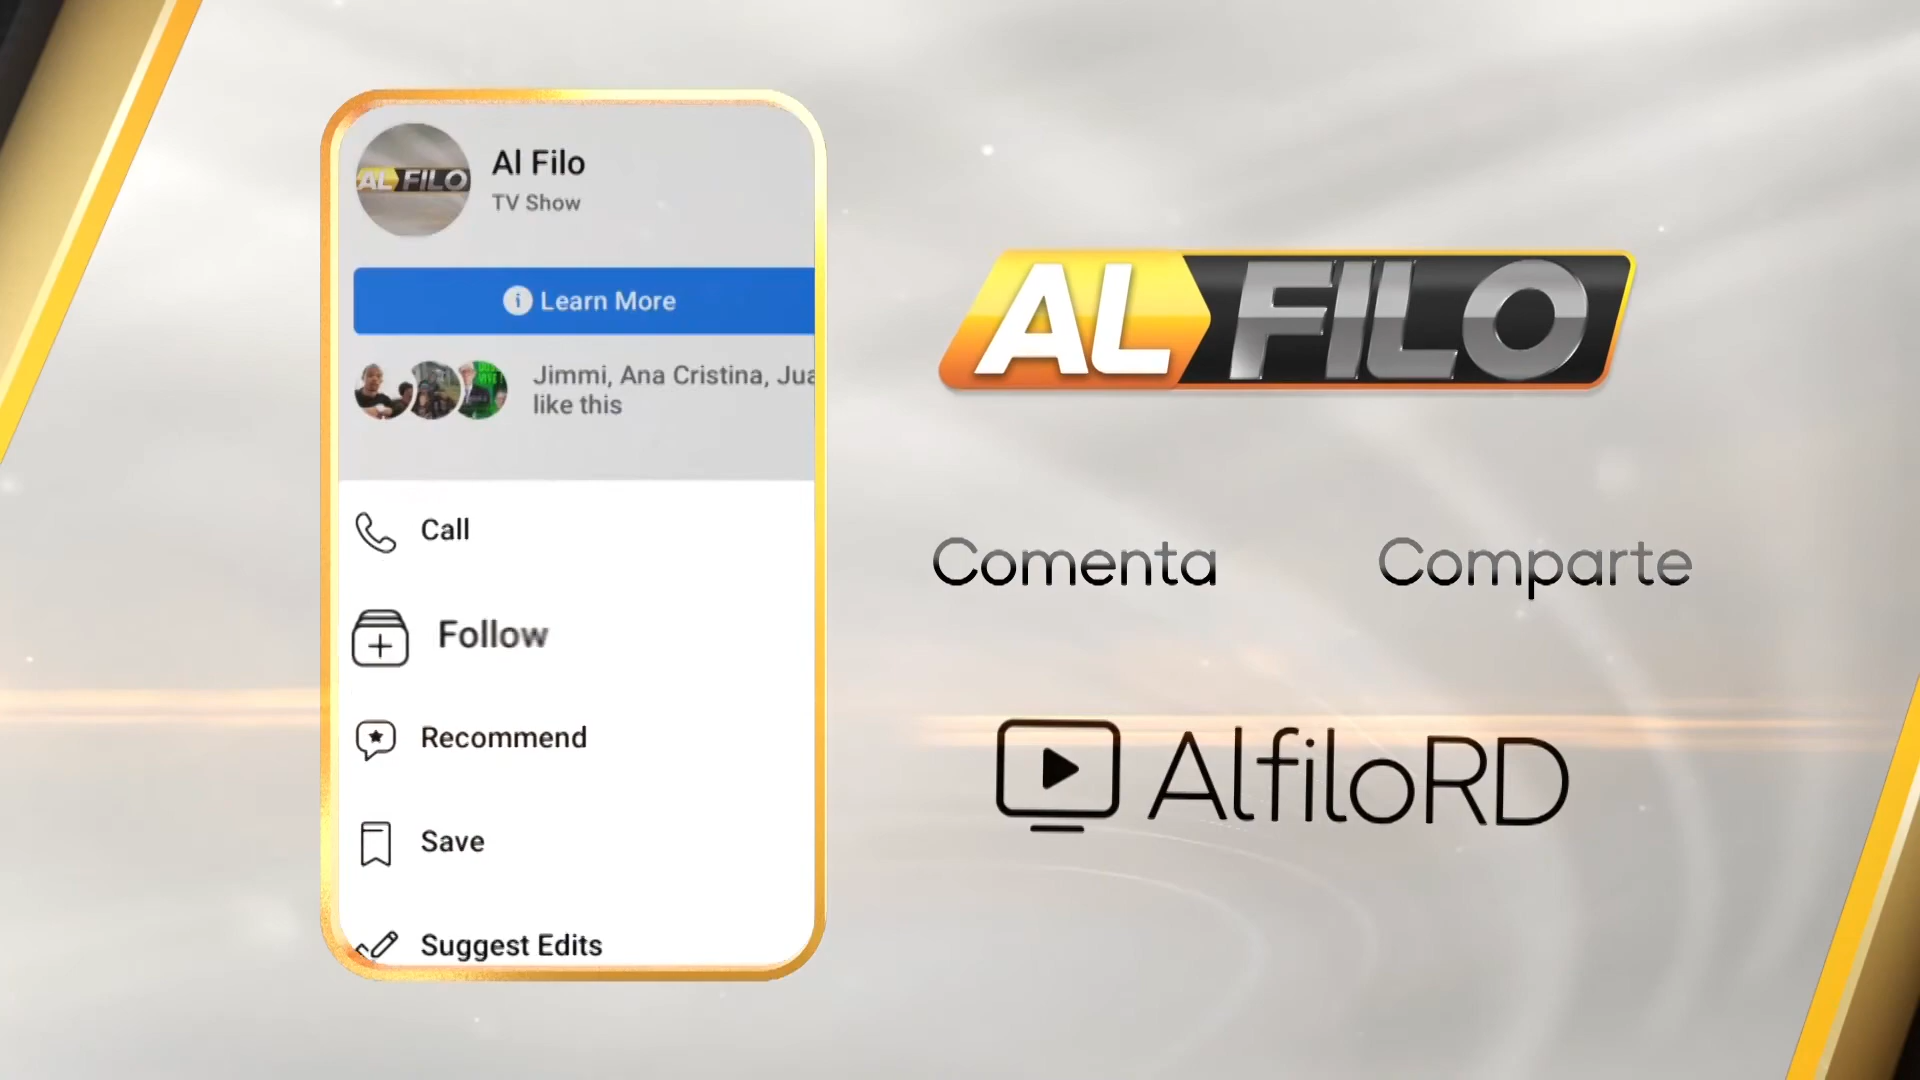 AL FILO
Al Filo
TV Show
Learn More
Jimmi, Ana Cristina, Jua
like this
Call
Follow
Recommend
Save
Suggest Edits
AL FILO
Comenta
Comparte
AlfiloRD